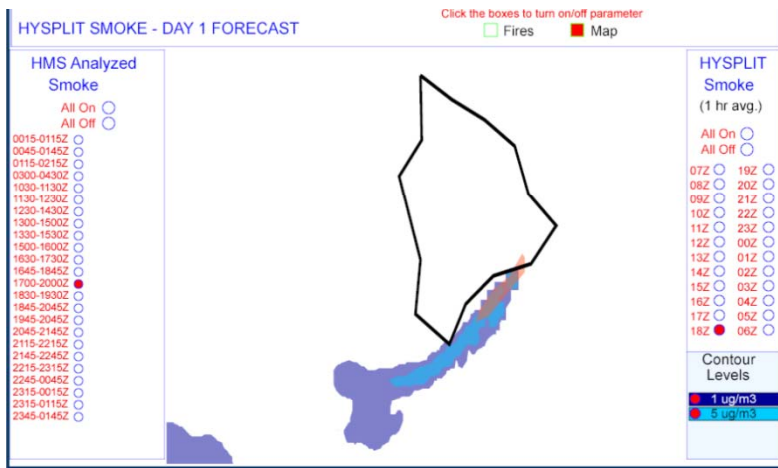 Click the boxes to turn on/off parameter
HYSPLIT SMOKE - DAY 1 FORECAST
Fires Map
HMS Analyzed
Smoke
All On
All Off
0015-0115Z
0045-0145Z
0115-0215Z
0300-0430Z
1030-1130Z
1130-1230Z
1230-1430Z
1300-1500Z
1330-1530Z
1500-1600Z
1630-1730Z
1645-1845Z
1700-2000Z
1830-1930Z
1845-2045Z
1945-2045Z
2045-2145Z
2115-2215Z
2145-2245Z
2215-2315Z
2245-0045Z
2315-0015Z
2315-0115Z
2345-0145Z
HYSPLIT
Smoke
(1 hr avg.)
All On
All Off
07Z 19Z
08Z 20Z
09Z 21Z
10Z 22Z
11Z 23Z
12Z 00Z
13Z 01Z
14Z 02Z
15Z 03Z
16Z 04Z
17Z 05Z
18Z 06Z
Contour
Levels
1 ug/m3
5 ug/m3